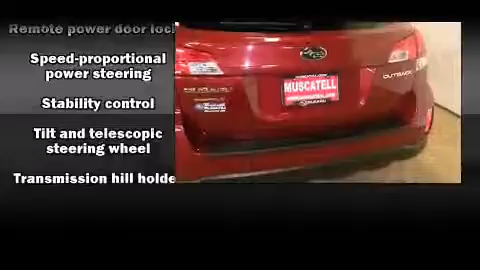 Remote power door loc
Speed-proportional
power steering
Stability control
Tilt and telescopic
steering wheel
Transmission hill holde
MUSCATELL
SUBARU
OUTBACK